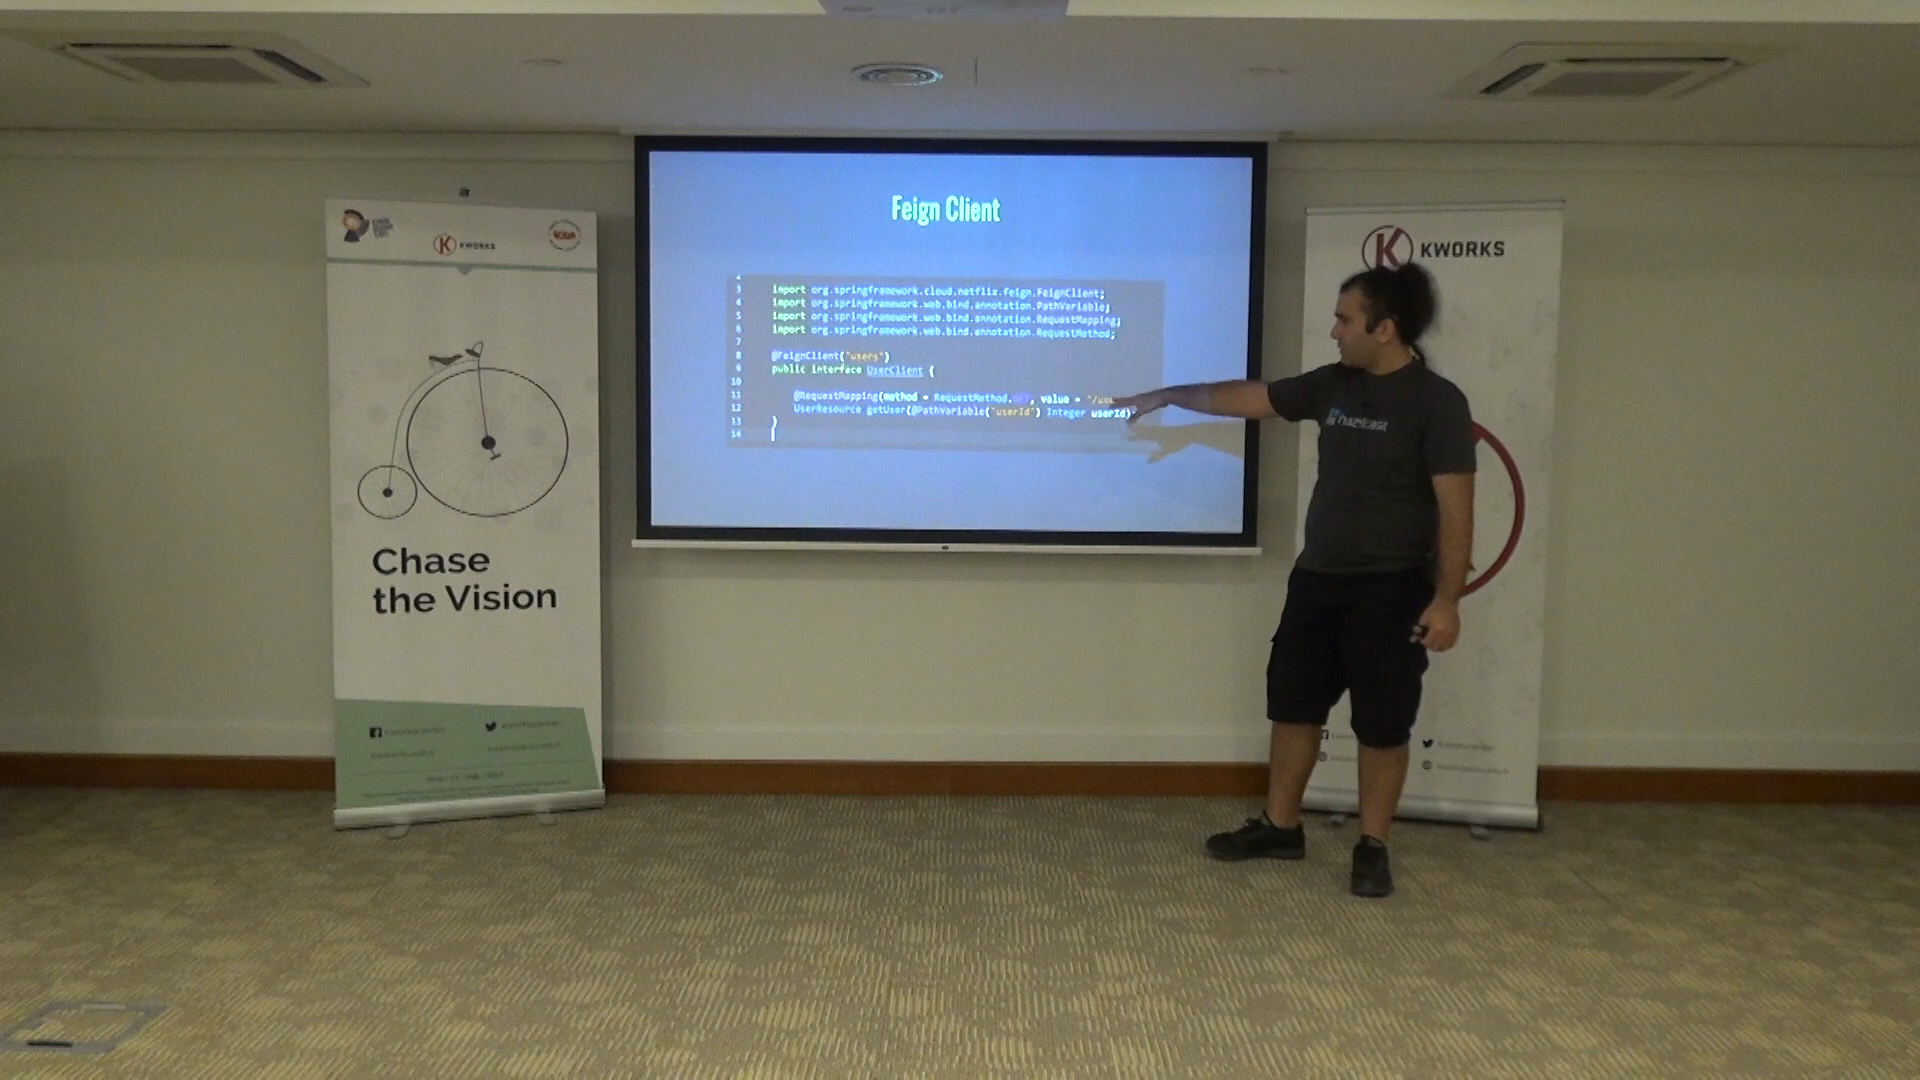 KWORKS
Chase
the Vision
Feign Client
3 import org.springframework.cloud.netflix.feign.FeignClient;
4 import org.springframework.web.bind.annotation.PathVariable;
5 import org.springframework.web.bind.annotation.RequestMapping;
6 import org.springframework.web.bind.annotation.RequestMethod;
7
8 @FeignClient("users")
9 public interface UserClient {
10
11 @RequestMapping(method = RequestMethod.GET, value = "/use
12 UserResource getUser(@PathVariable("userId") Integer userId)
13 }
14
K KWORKS
hazelcast